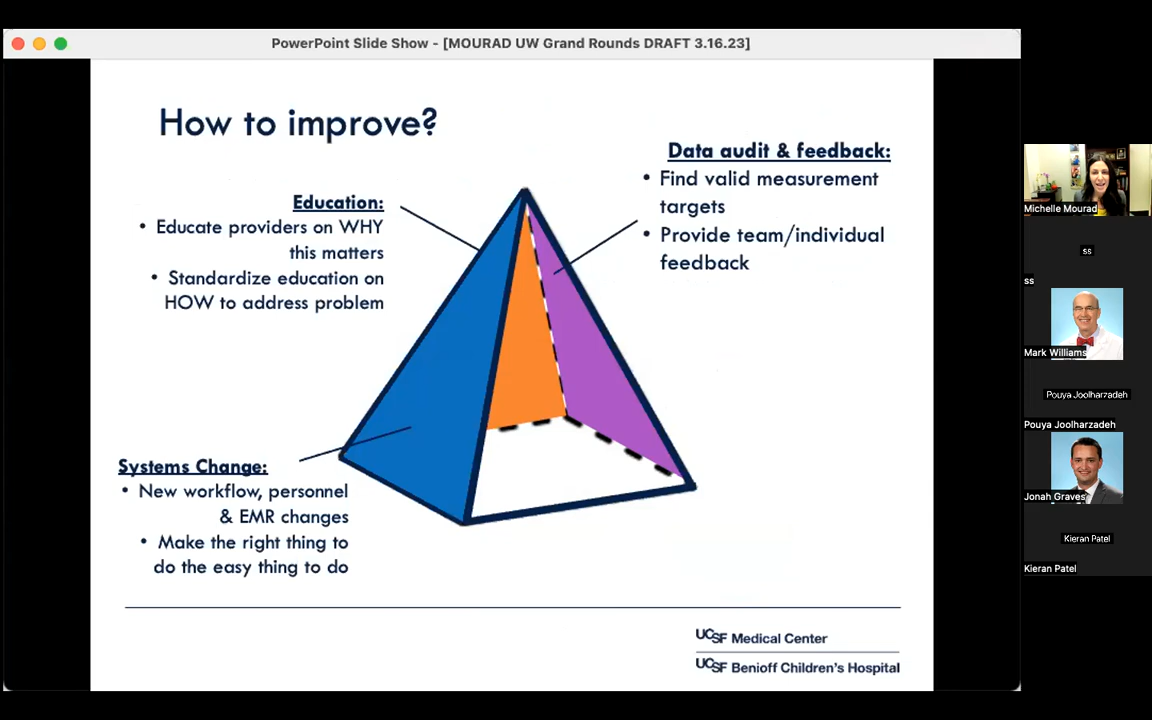 PowerPoint Slide Show - [MOURAD UW Grand Rounds DRAFT 3.16.23]
How to improve?
Data audit & feedback:
• Find valid measurement
targets
• Provide team/individual
feedback
Education:
• Educate providers on WHY
this matters
• Standardize education on
HOW to address problem
Systems Change:
• New workflow, personnel
& EMR changes
• Make the right thing to
do the easy thing to do
UCSF Medical Center
UCSF Benioff Children's Hospital
Michelle Mourad
ss
ss
Mark Williams
Pouya Joolharzadeh
Pouya Joolharzadeh
Jonah Graves
Kieran Patel
Kieran Patel